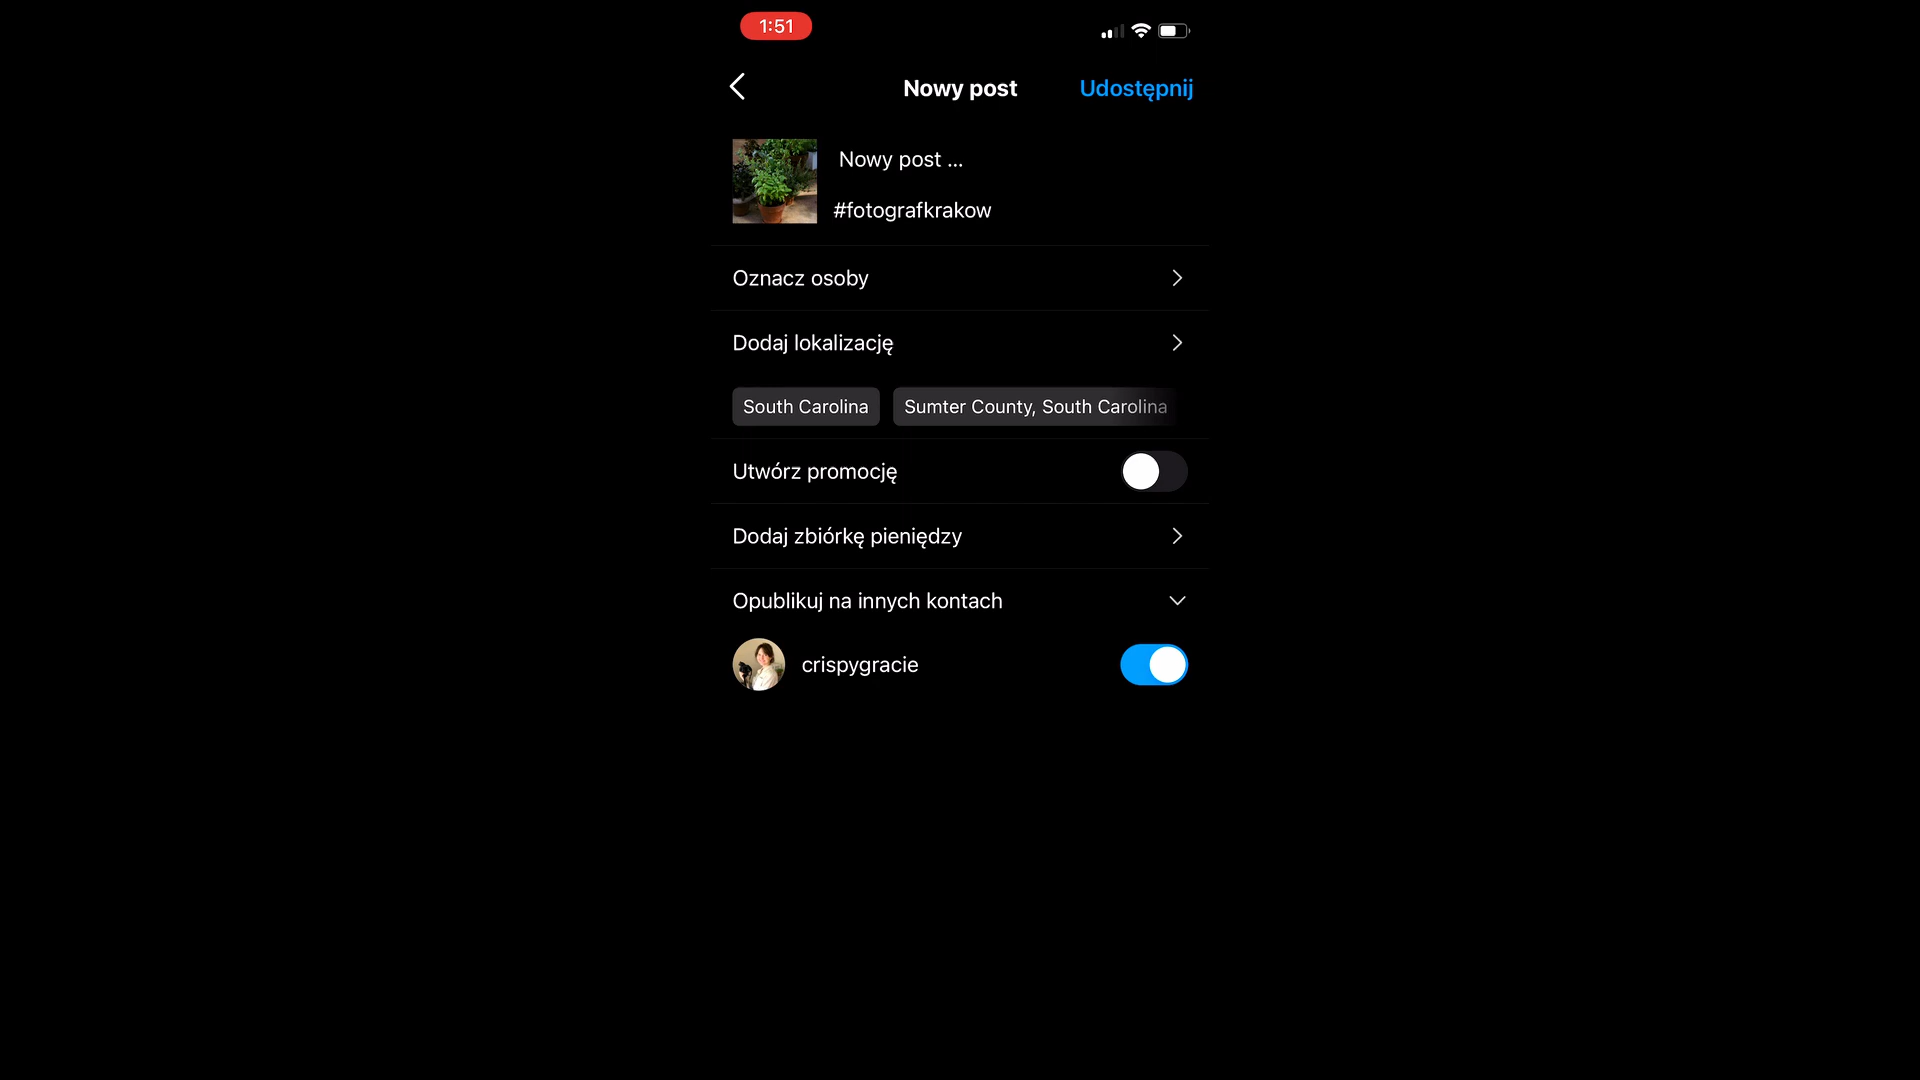 1:51
Nowy post
Udostępnij
Nowy post ...
#fotografkrakow
Oznacz osoby
Dodaj lokalizację
South Carolina
Sumter County, South Carolina
Utwórz promocję
Dodaj zbiórkę pieniędzy
Opublikuj na innych kontach
crispygracie